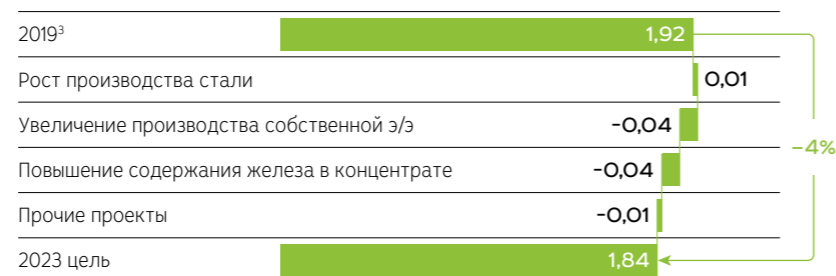 2019³ 1,92
Рост производства стали 0,01
Увеличение производства собственной э/э -0,04
-4%
Повышение содержания железа в концентрате -0,04
Прочие проекты -0,01
2023 цель 1,84